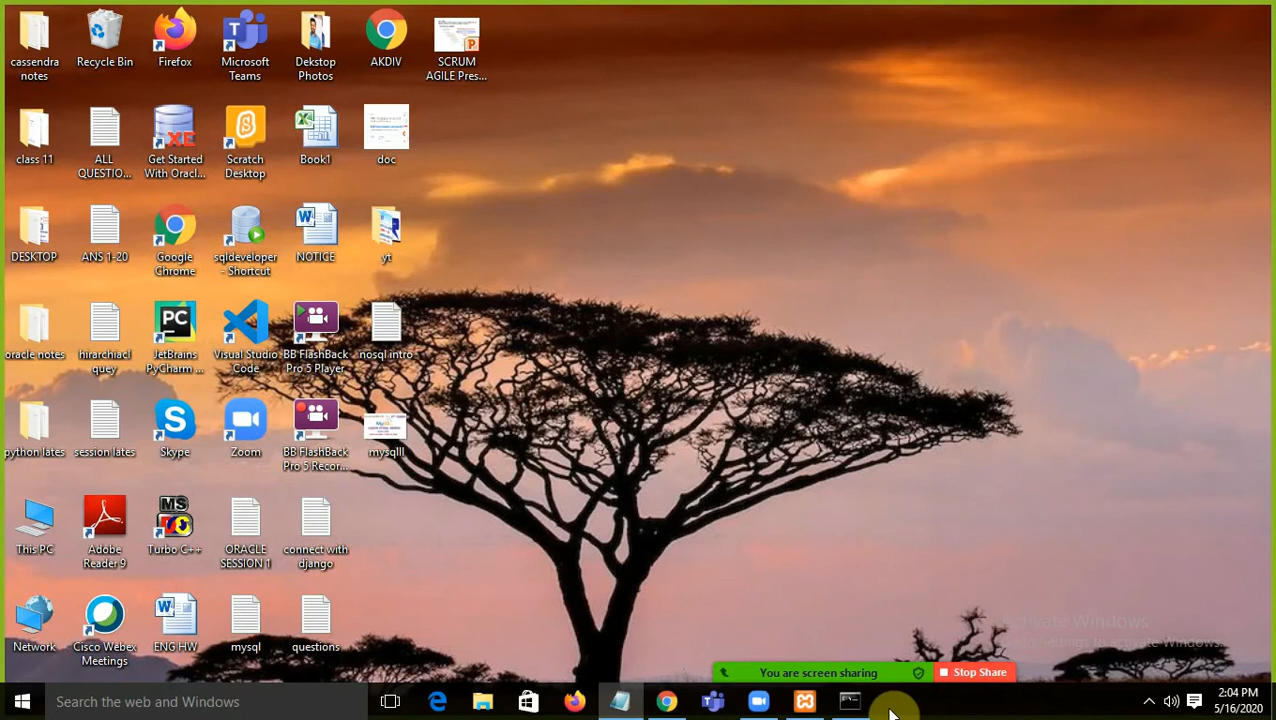 cassendra
notes
Recycle Bin
Firefox
Microsoft
Teams
Dekstop
Photos
AKDIV
SCRUM
AGILE Pres...
class 11
ALL
QUESTIO...
Get Started
With Oracl...
Scratch
Desktop
Book1
doc
DESKTOP
ANS 1-20
Google
Chrome
sqldeveloper
- Shortcut
NOTICE
yt
oracle notes
hirarchiacl
quey
JetBrains
PyCharm ...
Visual Studio
Code
BB FlashBack
Pro 5 Player
nosql intro
python lates
session lates
Skype
Zoom
BB FlashBack
Pro 5 Recor...
mysqlll
This PC
Adobe
Reader 9
Turbo C++
ORACLE
SESSION 1
connect with
django
Network
Cisco Webex
Meetings
ENG HW
mysql
questions
You are screen sharing
Stop Share
Search the web and Windows
2:04 PM
5/16/2020